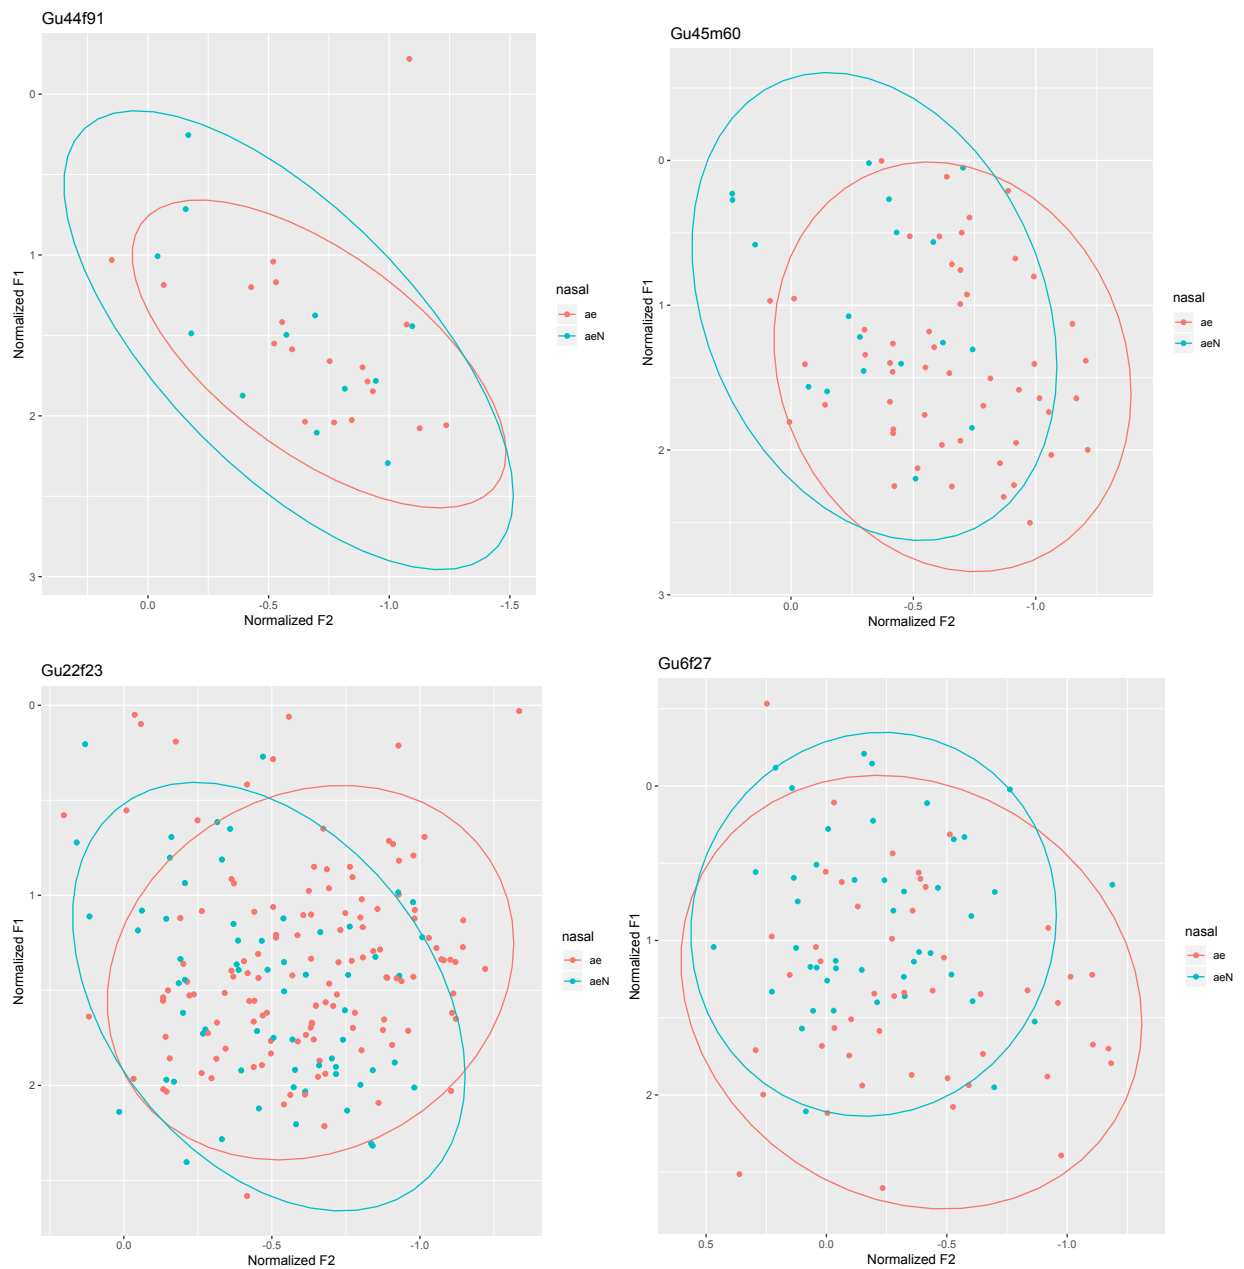 Gu44f91
0
1
2
3
0.0 -0.5 -1.0 -1.5
Normalized F2
Normalized F1
nasal
ae
aeN
Gu45m60
0
1
2
3
0.0 -0.5 -1.0
Normalized F2
Normalized F1
nasal
ae
aeN
Gu22f23
0
1
2
0.0 -0.5 -1.0
Normalized F2
Normalized F1
nasal
ae
aeN
Gu6f27
0
1
2
0.5 0.0 -0.5 -1.0
Normalized F2
Normalized F1
nasal
ae
aeN